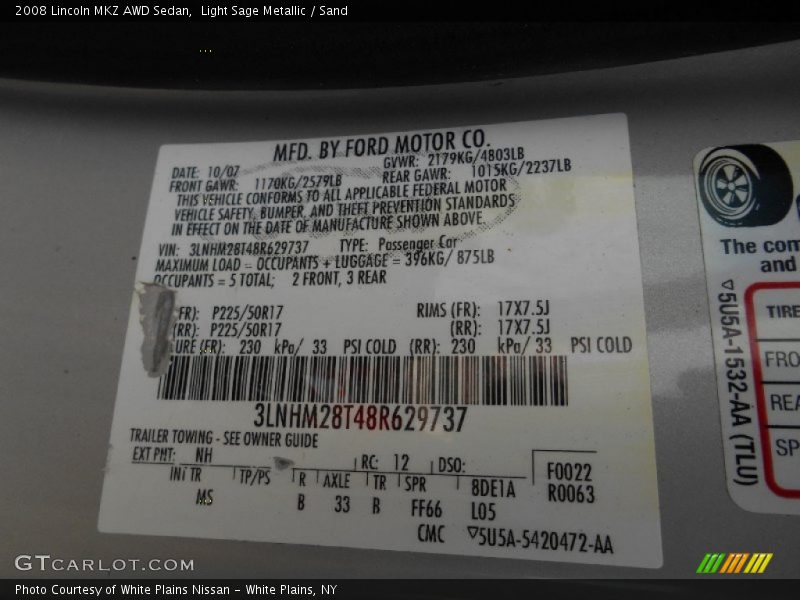 2008 Lincoln MKZ AWD Sedan,  Light Sage Metallic / Sand
MFD. BY FORD MOTOR CO.
DATE: 10/07 GVWR: 2179KG/4803LB
FRONT GAWR: 1170KG/2579LB REAR GAWR: 1015KG/2237LB
THIS VEHICLE CONFORMS TO ALL APPLICABLE FEDERAL MOTOR
VEHICLE SAFETY, BUMPER, AND THEFT PREVENTION STANDARDS
IN EFFECT ON THE DATE OF MANUFACTURE SHOWN ABOVE.
VIN: 3LNHM28T48R629737 TYPE: Passenger Car
MAXIMUM LOAD = OCCUPANTS + LUGGAGE = 396KG/ 875LB
OCCUPANTS = 5 TOTAL; 2 FRONT, 3 REAR
FR): P225/50R17 RIMS (FR): 17X7.5J
(RR): P225/50R17 (RR): 17X7.5J
URE (FR): 230 kPa/ 33 PSI COLD (RR): 230 kPa/ 33 PSI COLD
3LNHM28T48R629737
TRAILER TOWING - SEE OWNER GUIDE
EXT PNT: NH RC: 12 DSO:
INT TR TP/PS R AXLE TR SPR 8DE1A F0022
MS B 33 B FF66 L05 R0063
CMC ▽5U5A-5420472-AA
The com
and
▽5U5A-1532-AA (TLU)
TIRE
FRO
REA
SP
GTCARLOT.COM
Photo Courtesy of White Plains Nissan - White Plains, NY